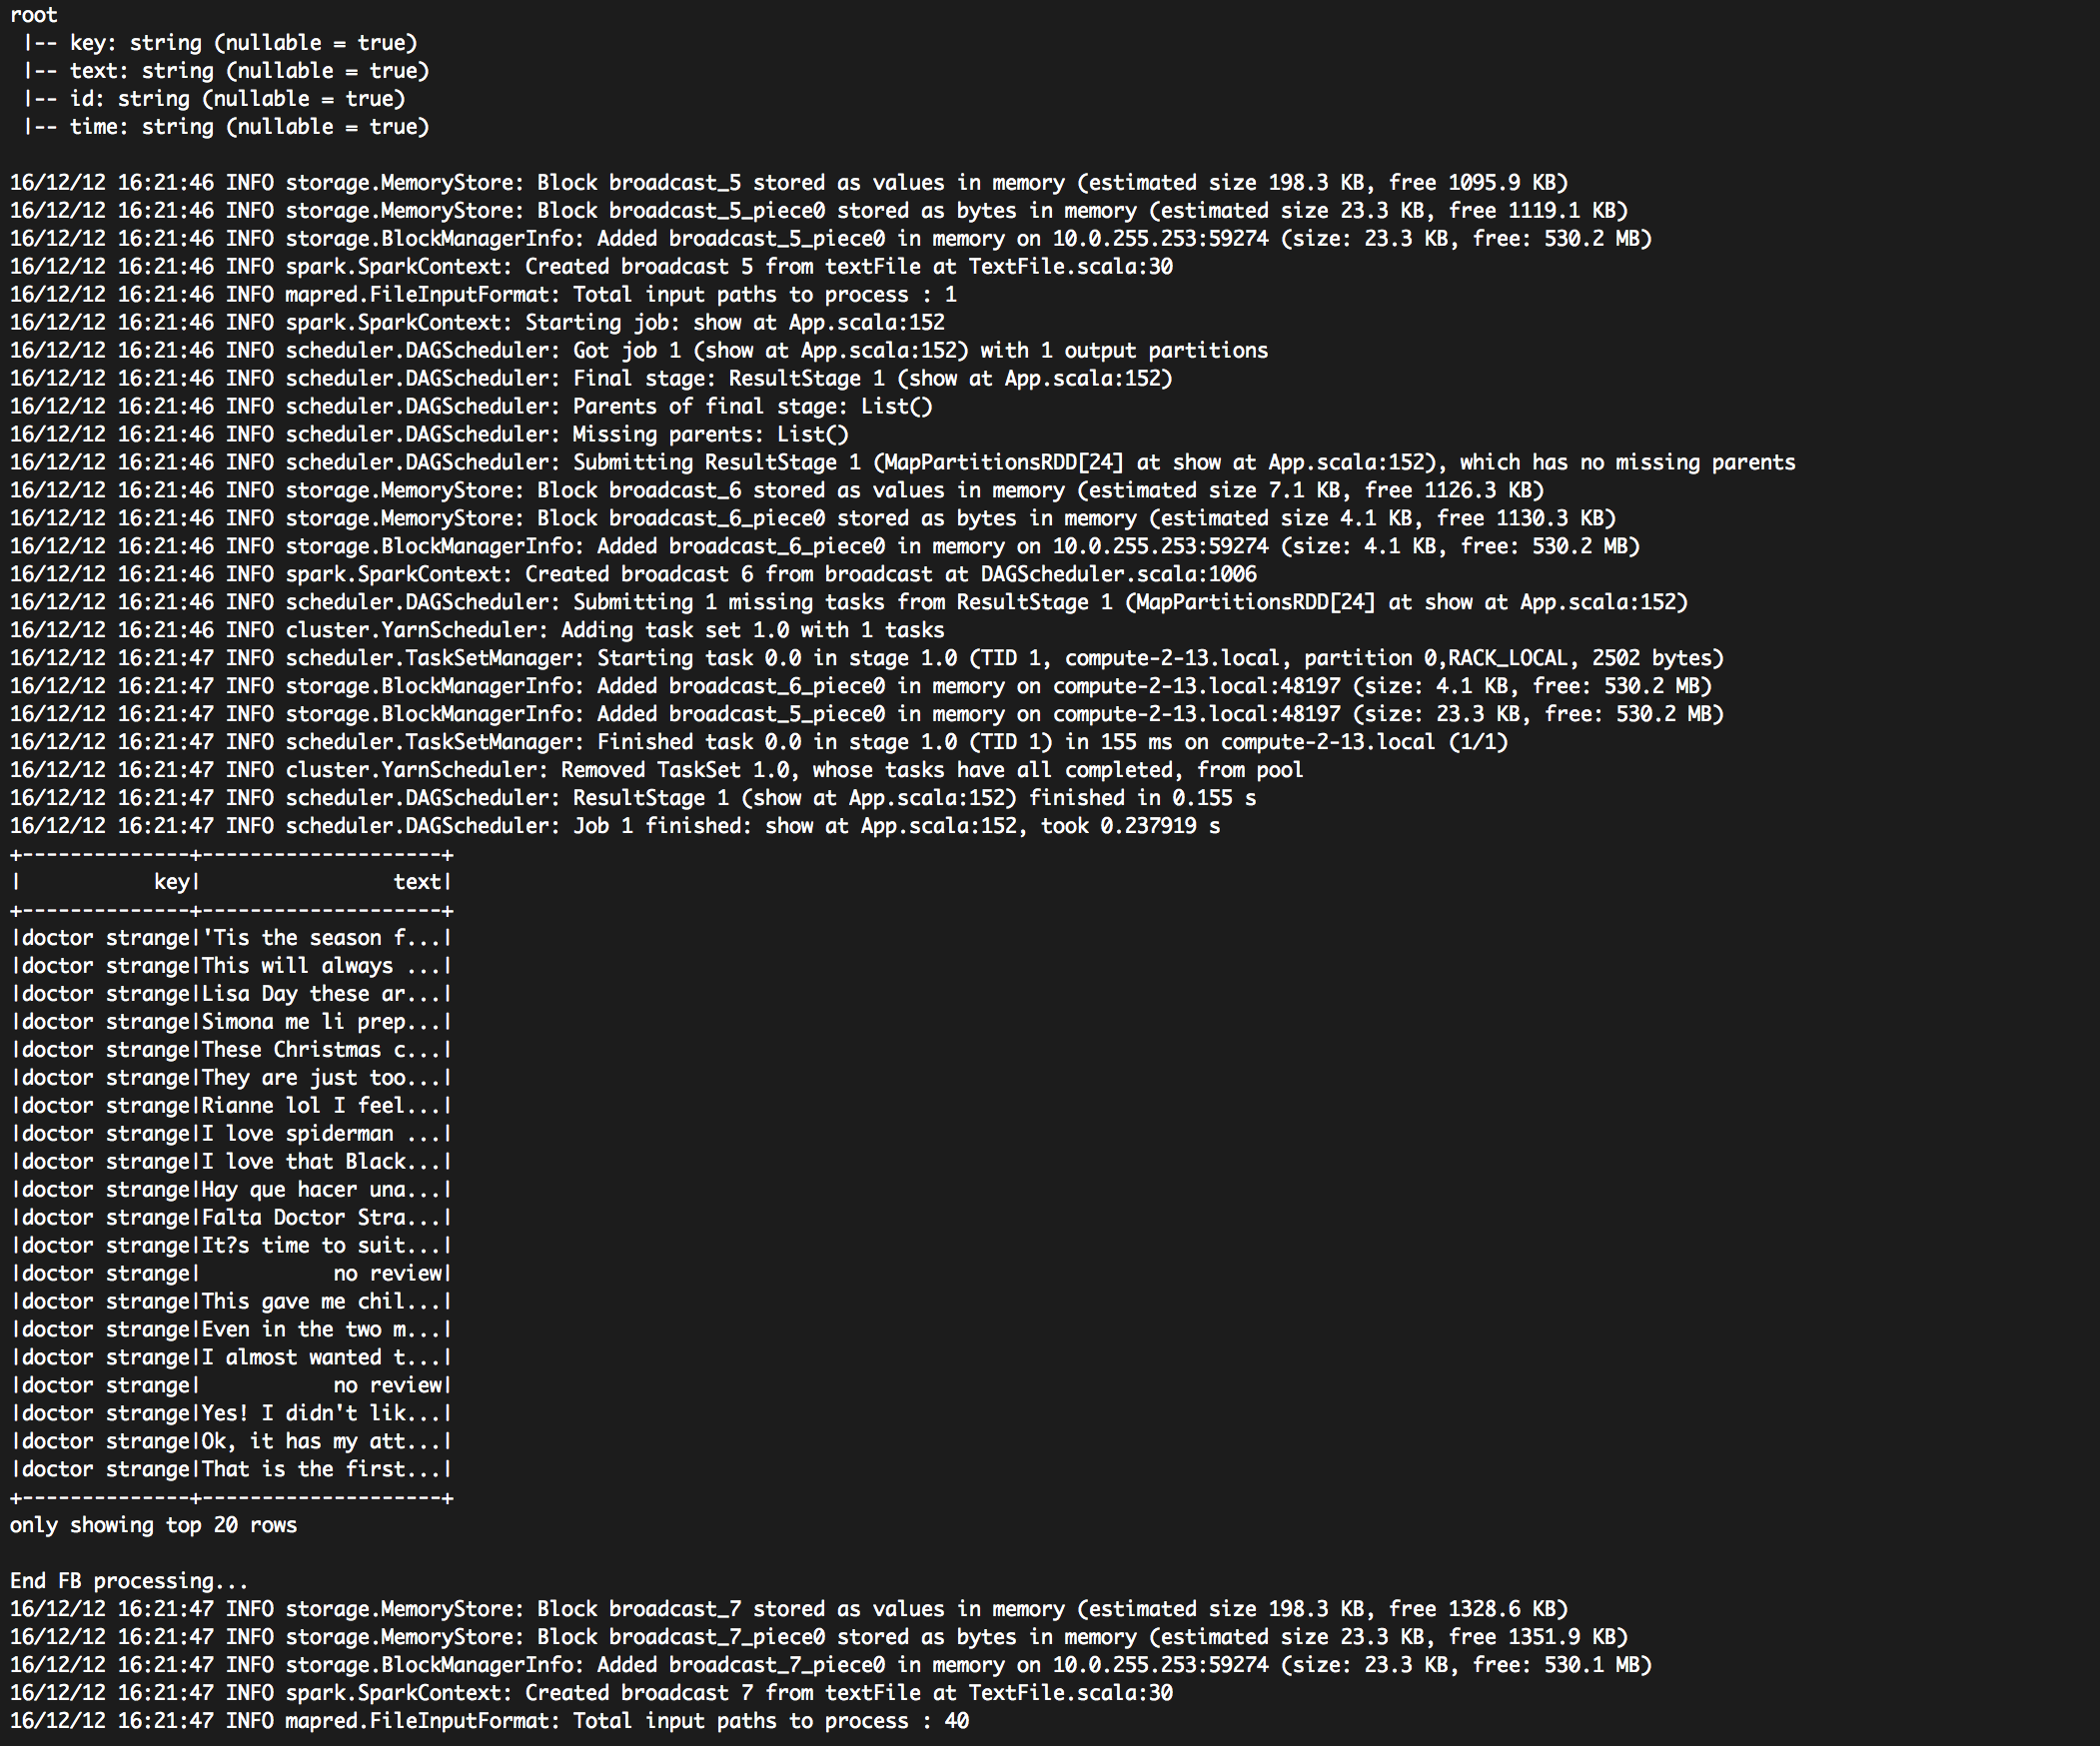 root
 |-- key: string (nullable = true)
 |-- text: string (nullable = true)
 |-- id: string (nullable = true)
 |-- time: string (nullable = true)

16/12/12 16:21:46 INFO storage.MemoryStore: Block broadcast_5 stored as values in memory (estimated size 198.3 KB, free 1095.9 KB)
16/12/12 16:21:46 INFO storage.MemoryStore: Block broadcast_5_piece0 stored as bytes in memory (estimated size 23.3 KB, free 1119.1 KB)
16/12/12 16:21:46 INFO storage.BlockManagerInfo: Added broadcast_5_piece0 in memory on 10.0.255.253:59274 (size: 23.3 KB, free: 530.2 MB)
16/12/12 16:21:46 INFO spark.SparkContext: Created broadcast 5 from textFile at TextFile.scala:30
16/12/12 16:21:46 INFO mapred.FileInputFormat: Total input paths to process : 1
16/12/12 16:21:46 INFO spark.SparkContext: Starting job: show at App.scala:152
16/12/12 16:21:46 INFO scheduler.DAGScheduler: Got job 1 (show at App.scala:152) with 1 output partitions
16/12/12 16:21:46 INFO scheduler.DAGScheduler: Final stage: ResultStage 1 (show at App.scala:152)
16/12/12 16:21:46 INFO scheduler.DAGScheduler: Parents of final stage: List()
16/12/12 16:21:46 INFO scheduler.DAGScheduler: Missing parents: List()
16/12/12 16:21:46 INFO scheduler.DAGScheduler: Submitting ResultStage 1 (MapPartitionsRDD[24] at show at App.scala:152), which has no missing parents
16/12/12 16:21:46 INFO storage.MemoryStore: Block broadcast_6 stored as values in memory (estimated size 7.1 KB, free 1126.3 KB)
16/12/12 16:21:46 INFO storage.MemoryStore: Block broadcast_6_piece0 stored as bytes in memory (estimated size 4.1 KB, free 1130.3 KB)
16/12/12 16:21:46 INFO storage.BlockManagerInfo: Added broadcast_6_piece0 in memory on 10.0.255.253:59274 (size: 4.1 KB, free: 530.2 MB)
16/12/12 16:21:46 INFO spark.SparkContext: Created broadcast 6 from broadcast at DAGScheduler.scala:1006
16/12/12 16:21:46 INFO scheduler.DAGScheduler: Submitting 1 missing tasks from ResultStage 1 (MapPartitionsRDD[24] at show at App.scala:152)
16/12/12 16:21:46 INFO cluster.YarnScheduler: Adding task set 1.0 with 1 tasks
16/12/12 16:21:47 INFO scheduler.TaskSetManager: Starting task 0.0 in stage 1.0 (TID 1, compute-2-13.local, partition 0,RACK_LOCAL, 2502 bytes)
16/12/12 16:21:47 INFO storage.BlockManagerInfo: Added broadcast_6_piece0 in memory on compute-2-13.local:48197 (size: 4.1 KB, free: 530.2 MB)
16/12/12 16:21:47 INFO storage.BlockManagerInfo: Added broadcast_5_piece0 in memory on compute-2-13.local:48197 (size: 23.3 KB, free: 530.2 MB)
16/12/12 16:21:47 INFO scheduler.TaskSetManager: Finished task 0.0 in stage 1.0 (TID 1) in 155 ms on compute-2-13.local (1/1)
16/12/12 16:21:47 INFO cluster.YarnScheduler: Removed TaskSet 1.0, whose tasks have all completed, from pool
16/12/12 16:21:47 INFO scheduler.DAGScheduler: ResultStage 1 (show at App.scala:152) finished in 0.155 s
16/12/12 16:21:47 INFO scheduler.DAGScheduler: Job 1 finished: show at App.scala:152, took 0.237919 s
+--------------+--------------------+
|           key|                text|
+--------------+--------------------+
|doctor strange|'Tis the season f...|
|doctor strange|This will always ...|
|doctor strange|Lisa Day these ar...|
|doctor strange|Simona me li prep...|
|doctor strange|These Christmas c...|
|doctor strange|They are just too...|
|doctor strange|Rianne lol I feel...|
|doctor strange|I love spiderman ...|
|doctor strange|I love that Black...|
|doctor strange|Hay que hacer una...|
|doctor strange|Falta Doctor Stra...|
|doctor strange|It?s time to suit...|
|doctor strange|           no review|
|doctor strange|This gave me chil...|
|doctor strange|Even in the two m...|
|doctor strange|I almost wanted t...|
|doctor strange|           no review|
|doctor strange|Yes! I didn't lik...|
|doctor strange|Ok, it has my att...|
|doctor strange|That is the first...|
+--------------+--------------------+
only showing top 20 rows

End FB processing...
16/12/12 16:21:47 INFO storage.MemoryStore: Block broadcast_7 stored as values in memory (estimated size 198.3 KB, free 1328.6 KB)
16/12/12 16:21:47 INFO storage.MemoryStore: Block broadcast_7_piece0 stored as bytes in memory (estimated size 23.3 KB, free 1351.9 KB)
16/12/12 16:21:47 INFO storage.BlockManagerInfo: Added broadcast_7_piece0 in memory on 10.0.255.253:59274 (size: 23.3 KB, free: 530.1 MB)
16/12/12 16:21:47 INFO spark.SparkContext: Created broadcast 7 from textFile at TextFile.scala:30
16/12/12 16:21:47 INFO mapred.FileInputFormat: Total input paths to process : 40